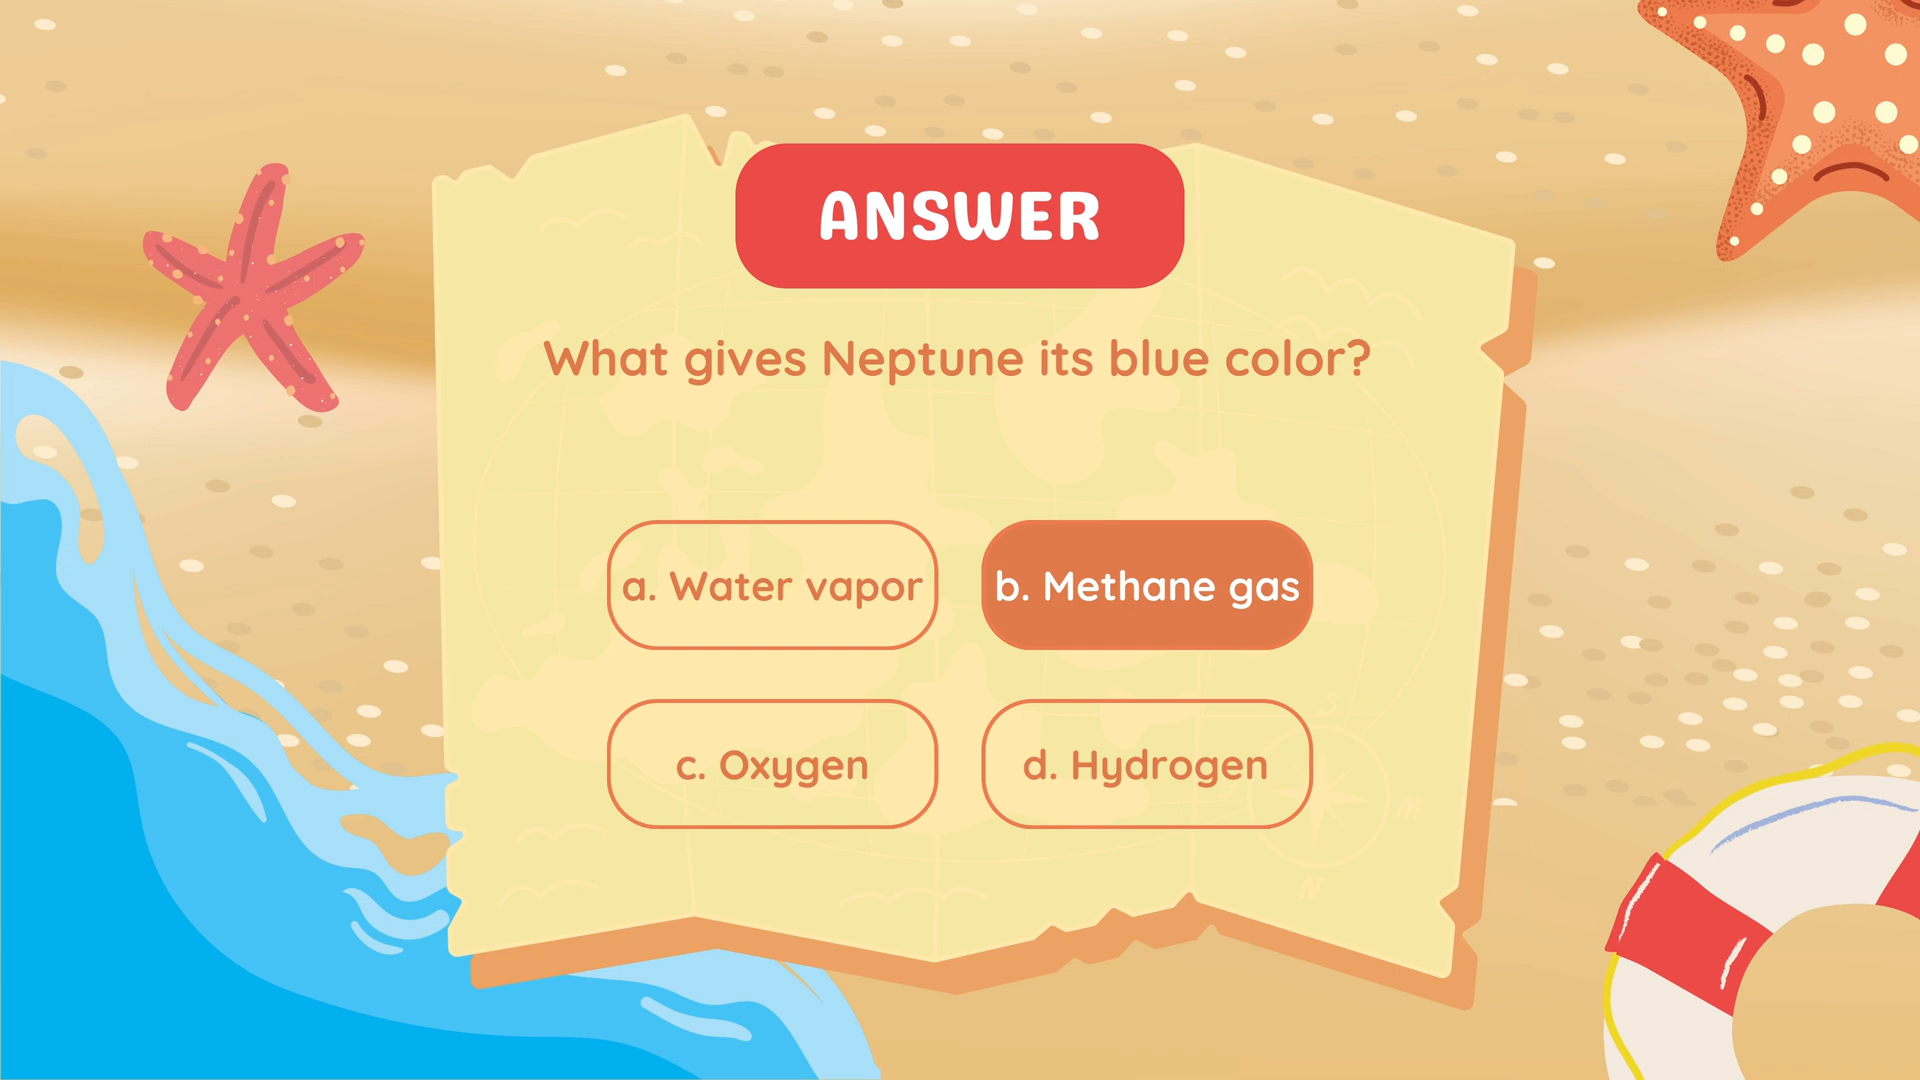 ANSWER
What gives Neptune its blue color?
a. Water vapor
b. Methane gas
c. Oxygen
d. Hydrogen
S
M
N